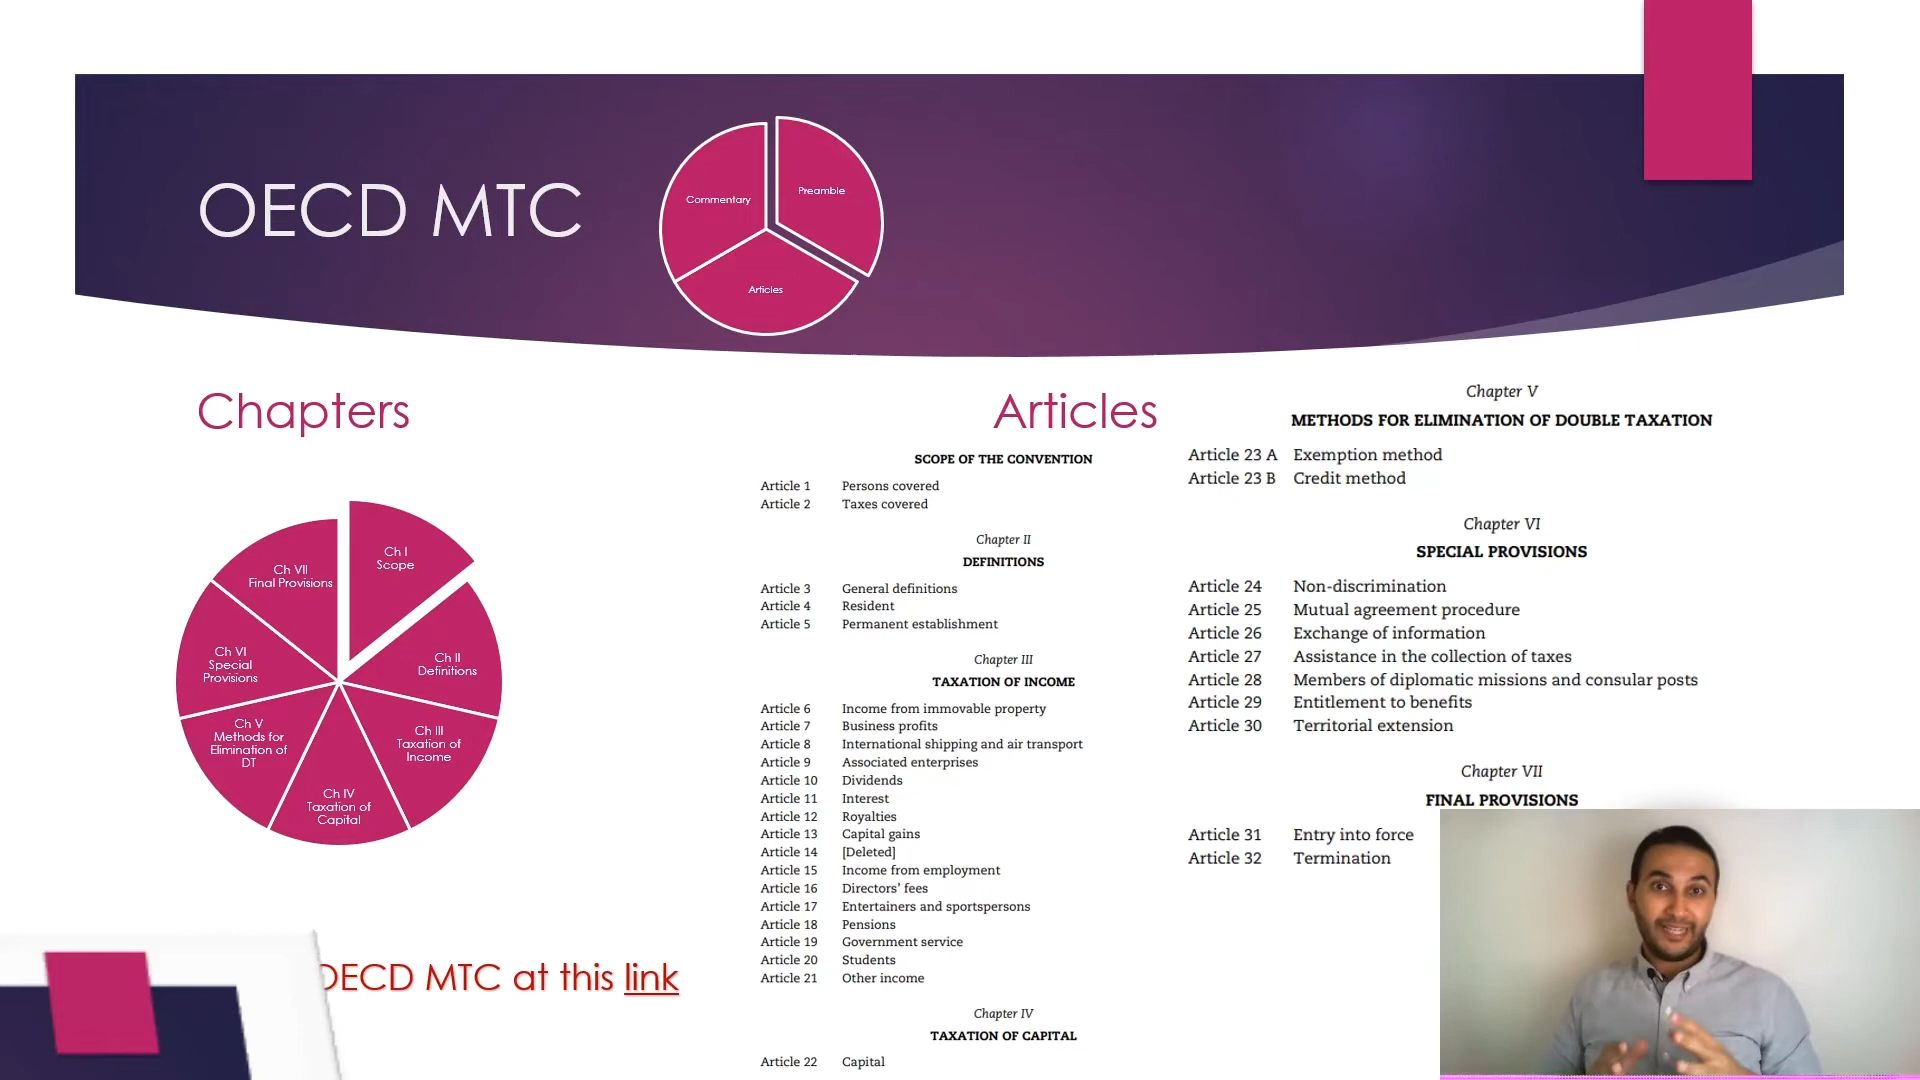 OECD MTC
Commentary
Preamble
Articles
Chapters
Ch I
Scope
Ch II
Definitions
Ch III
Taxation of
Income
Ch IV
Taxation of
Capital
Ch V
Methods for
Elimination of
DT
Ch VI
Special
Provisions
Ch VII
Final Provisions
OECD MTC at this link
Articles
SCOPE OF THE CONVENTION
Article 1 Persons covered
Article 2 Taxes covered
Chapter II
DEFINITIONS
Article 3 General definitions
Article 4 Resident
Article 5 Permanent establishment
Chapter III
TAXATION OF INCOME
Article 6 Income from immovable property
Article 7 Business profits
Article 8 International shipping and air transport
Article 9 Associated enterprises
Article 10 Dividends
Article 11 Interest
Article 12 Royalties
Article 13 Capital gains
Article 14 [Deleted]
Article 15 Income from employment
Article 16 Directors' fees
Article 17 Entertainers and sportspersons
Article 18 Pensions
Article 19 Government service
Article 20 Students
Article 21 Other income
Chapter IV
TAXATION OF CAPITAL
Article 22 Capital
Chapter V
METHODS FOR ELIMINATION OF DOUBLE TAXATION
Article 23 A Exemption method
Article 23 B Credit method
Chapter VI
SPECIAL PROVISIONS
Article 24 Non-discrimination
Article 25 Mutual agreement procedure
Article 26 Exchange of information
Article 27 Assistance in the collection of taxes
Article 28 Members of diplomatic missions and consular posts
Article 29 Entitlement to benefits
Article 30 Territorial extension
Chapter VII
FINAL PROVISIONS
Article 31 Entry into force
Article 32 Termination